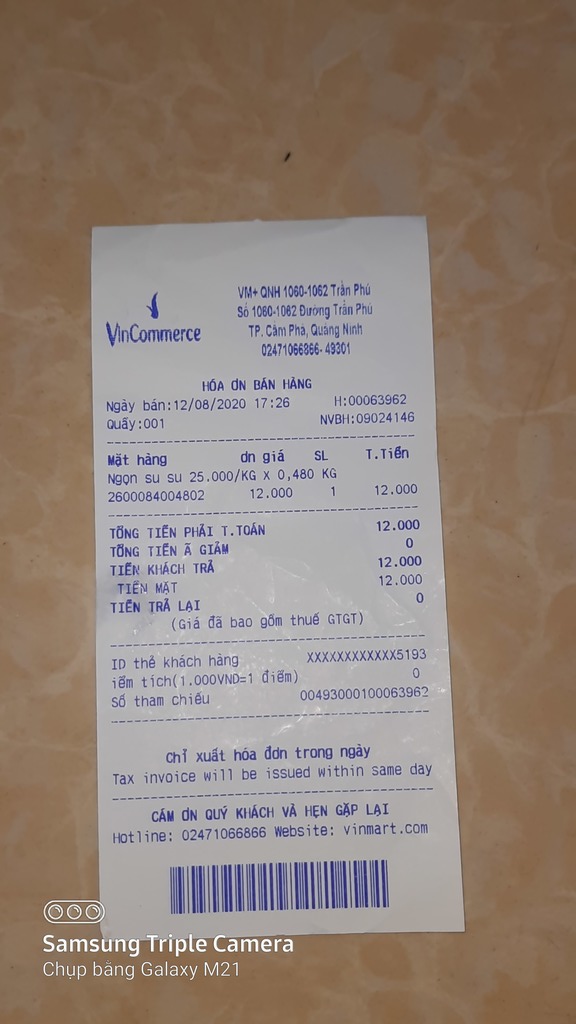 VinCommerce
VM+ QNH 1060-1062 Trần Phú
Số 1060-1062 Đường Trần Phú
TP. Cẩm Phả, Quảng Ninh
02471066866- 49301
HÓA ƠN BÁN HÀNG
Ngày bán:12/08/2020 17:26 H:00063962
Quầy:001 NVBH:09024146
Mặt hàng ơn giá SL T.Tiền
Ngọn su su 25.000/KG X 0,480 KG
2600084004802 12.000 1 12.000
TỔNG TIỀN PHẢI T.TOÁN 12.000
TỔNG TIỀN Ã GIẢM 0
TIỀN KHÁCH TRẢ 12.000
TIỀN MẶT 12.000
TIỀN TRẢ LẠI 0
(Giá đã bao gồm thuế GTGT)
ID thẻ khách hàng XXXXXXXXXXXX5193
iểm tích(1.000VND=1 điểm) 0
Số tham chiếu 00493000100063962
Chỉ xuất hóa đơn trong ngày
Tax invoice will be issued within same day
CÁM ƠN QUÝ KHÁCH VÀ HẸN GẶP LẠI
Hotline: 02471066866 Website: vinmart.com
Samsung Triple Camera
Chụp bằng Galaxy M21